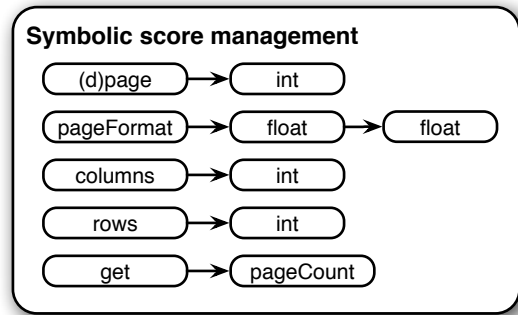 Symbolic score management
(d)page int
pageFormat float float
columns int
rows int
get pageCount